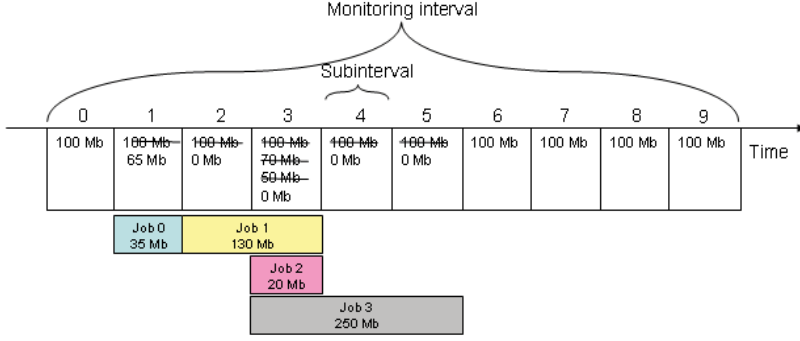 Monitoring interval
Subinterval
0 1 2 3 4 5 6 7 8 9
100 Mb 100 Mb 100 Mb 100 Mb 100 Mb 100 Mb 100 Mb 100 Mb 100 Mb 100 Mb
65 Mb 0 Mb 70 Mb 0 Mb 0 Mb
50 Mb
0 Mb
Time
Job 0 Job 1
35 Mb 130 Mb
Job 2
20 Mb
Job 3
250 Mb